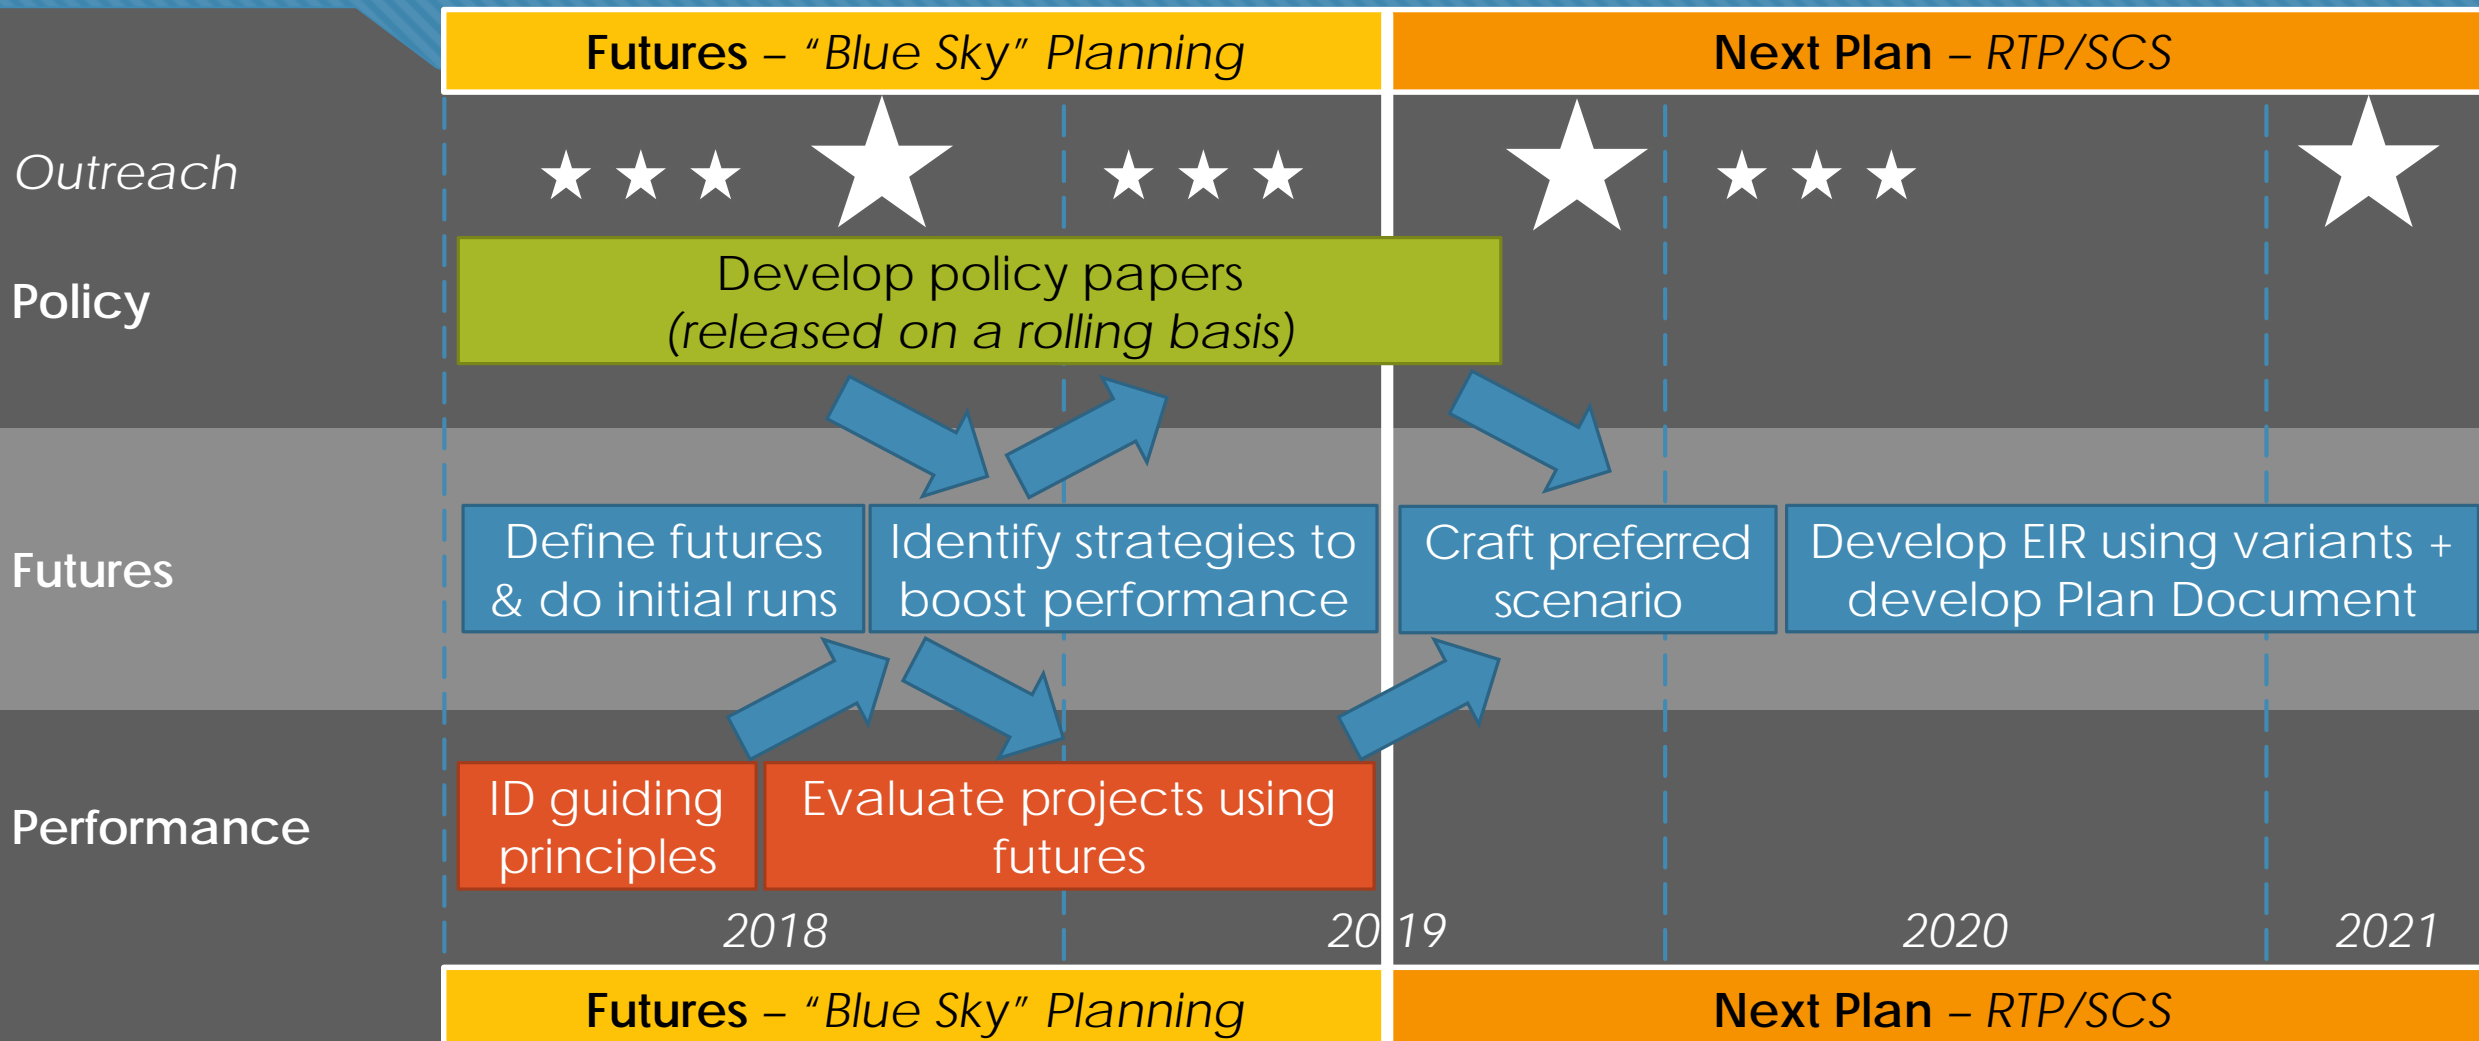 Futures – “Blue Sky” Planning
Next Plan – RTP/SCS
Outreach
Policy
Develop policy papers
(released on a rolling basis)
Futures
Define futures
& do initial runs
Identify strategies to
boost performance
Craft preferred
scenario
Develop EIR using variants +
develop Plan Document
Performance
ID guiding
principles
Evaluate projects using
futures
2018
2019
2020
2021
Futures – “Blue Sky” Planning
Next Plan – RTP/SCS